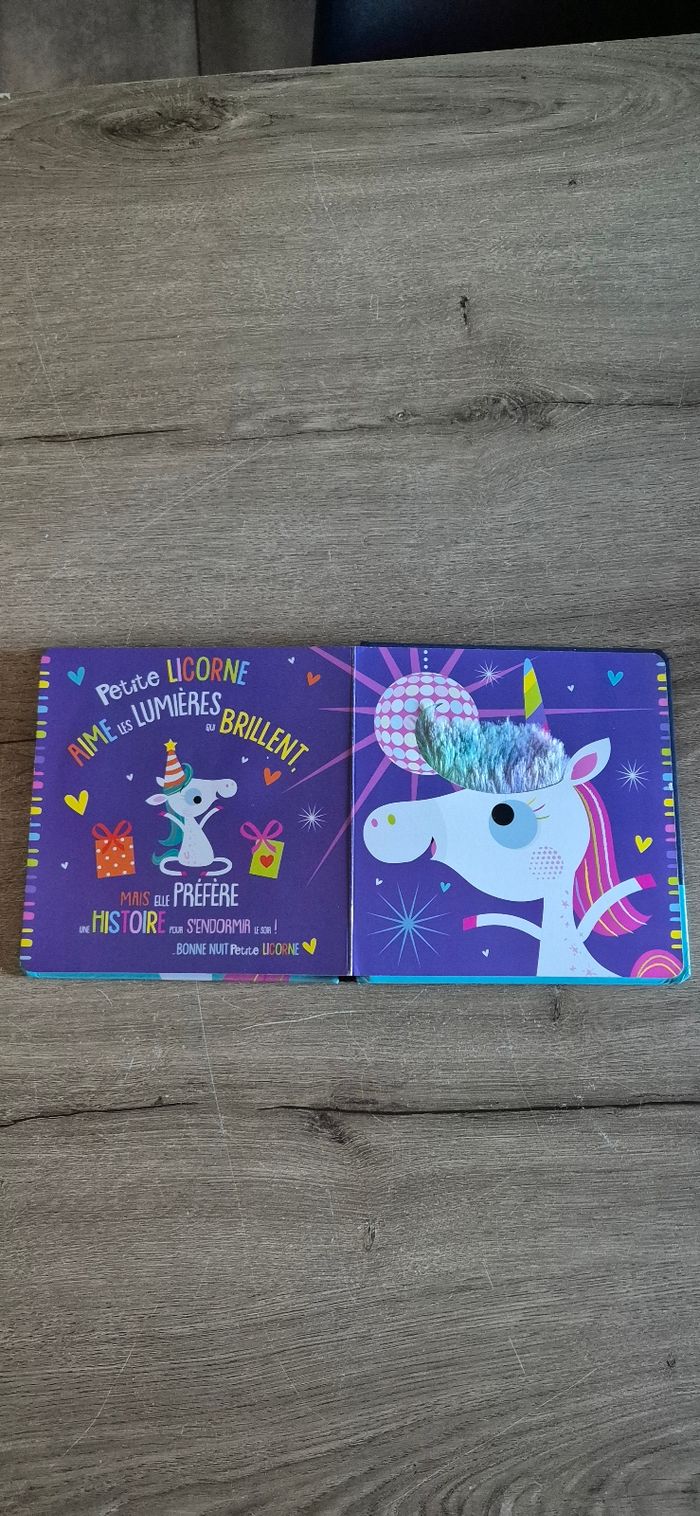 Petite LICORNE
AIME LES LUMIÈRES QUI BRILLENT,
MAIS ELLE PRÉFÈRE
UNE HISTOIRE POUR S'ENDORMIR LE SOIR !
...BONNE NUIT Petite LICORNE